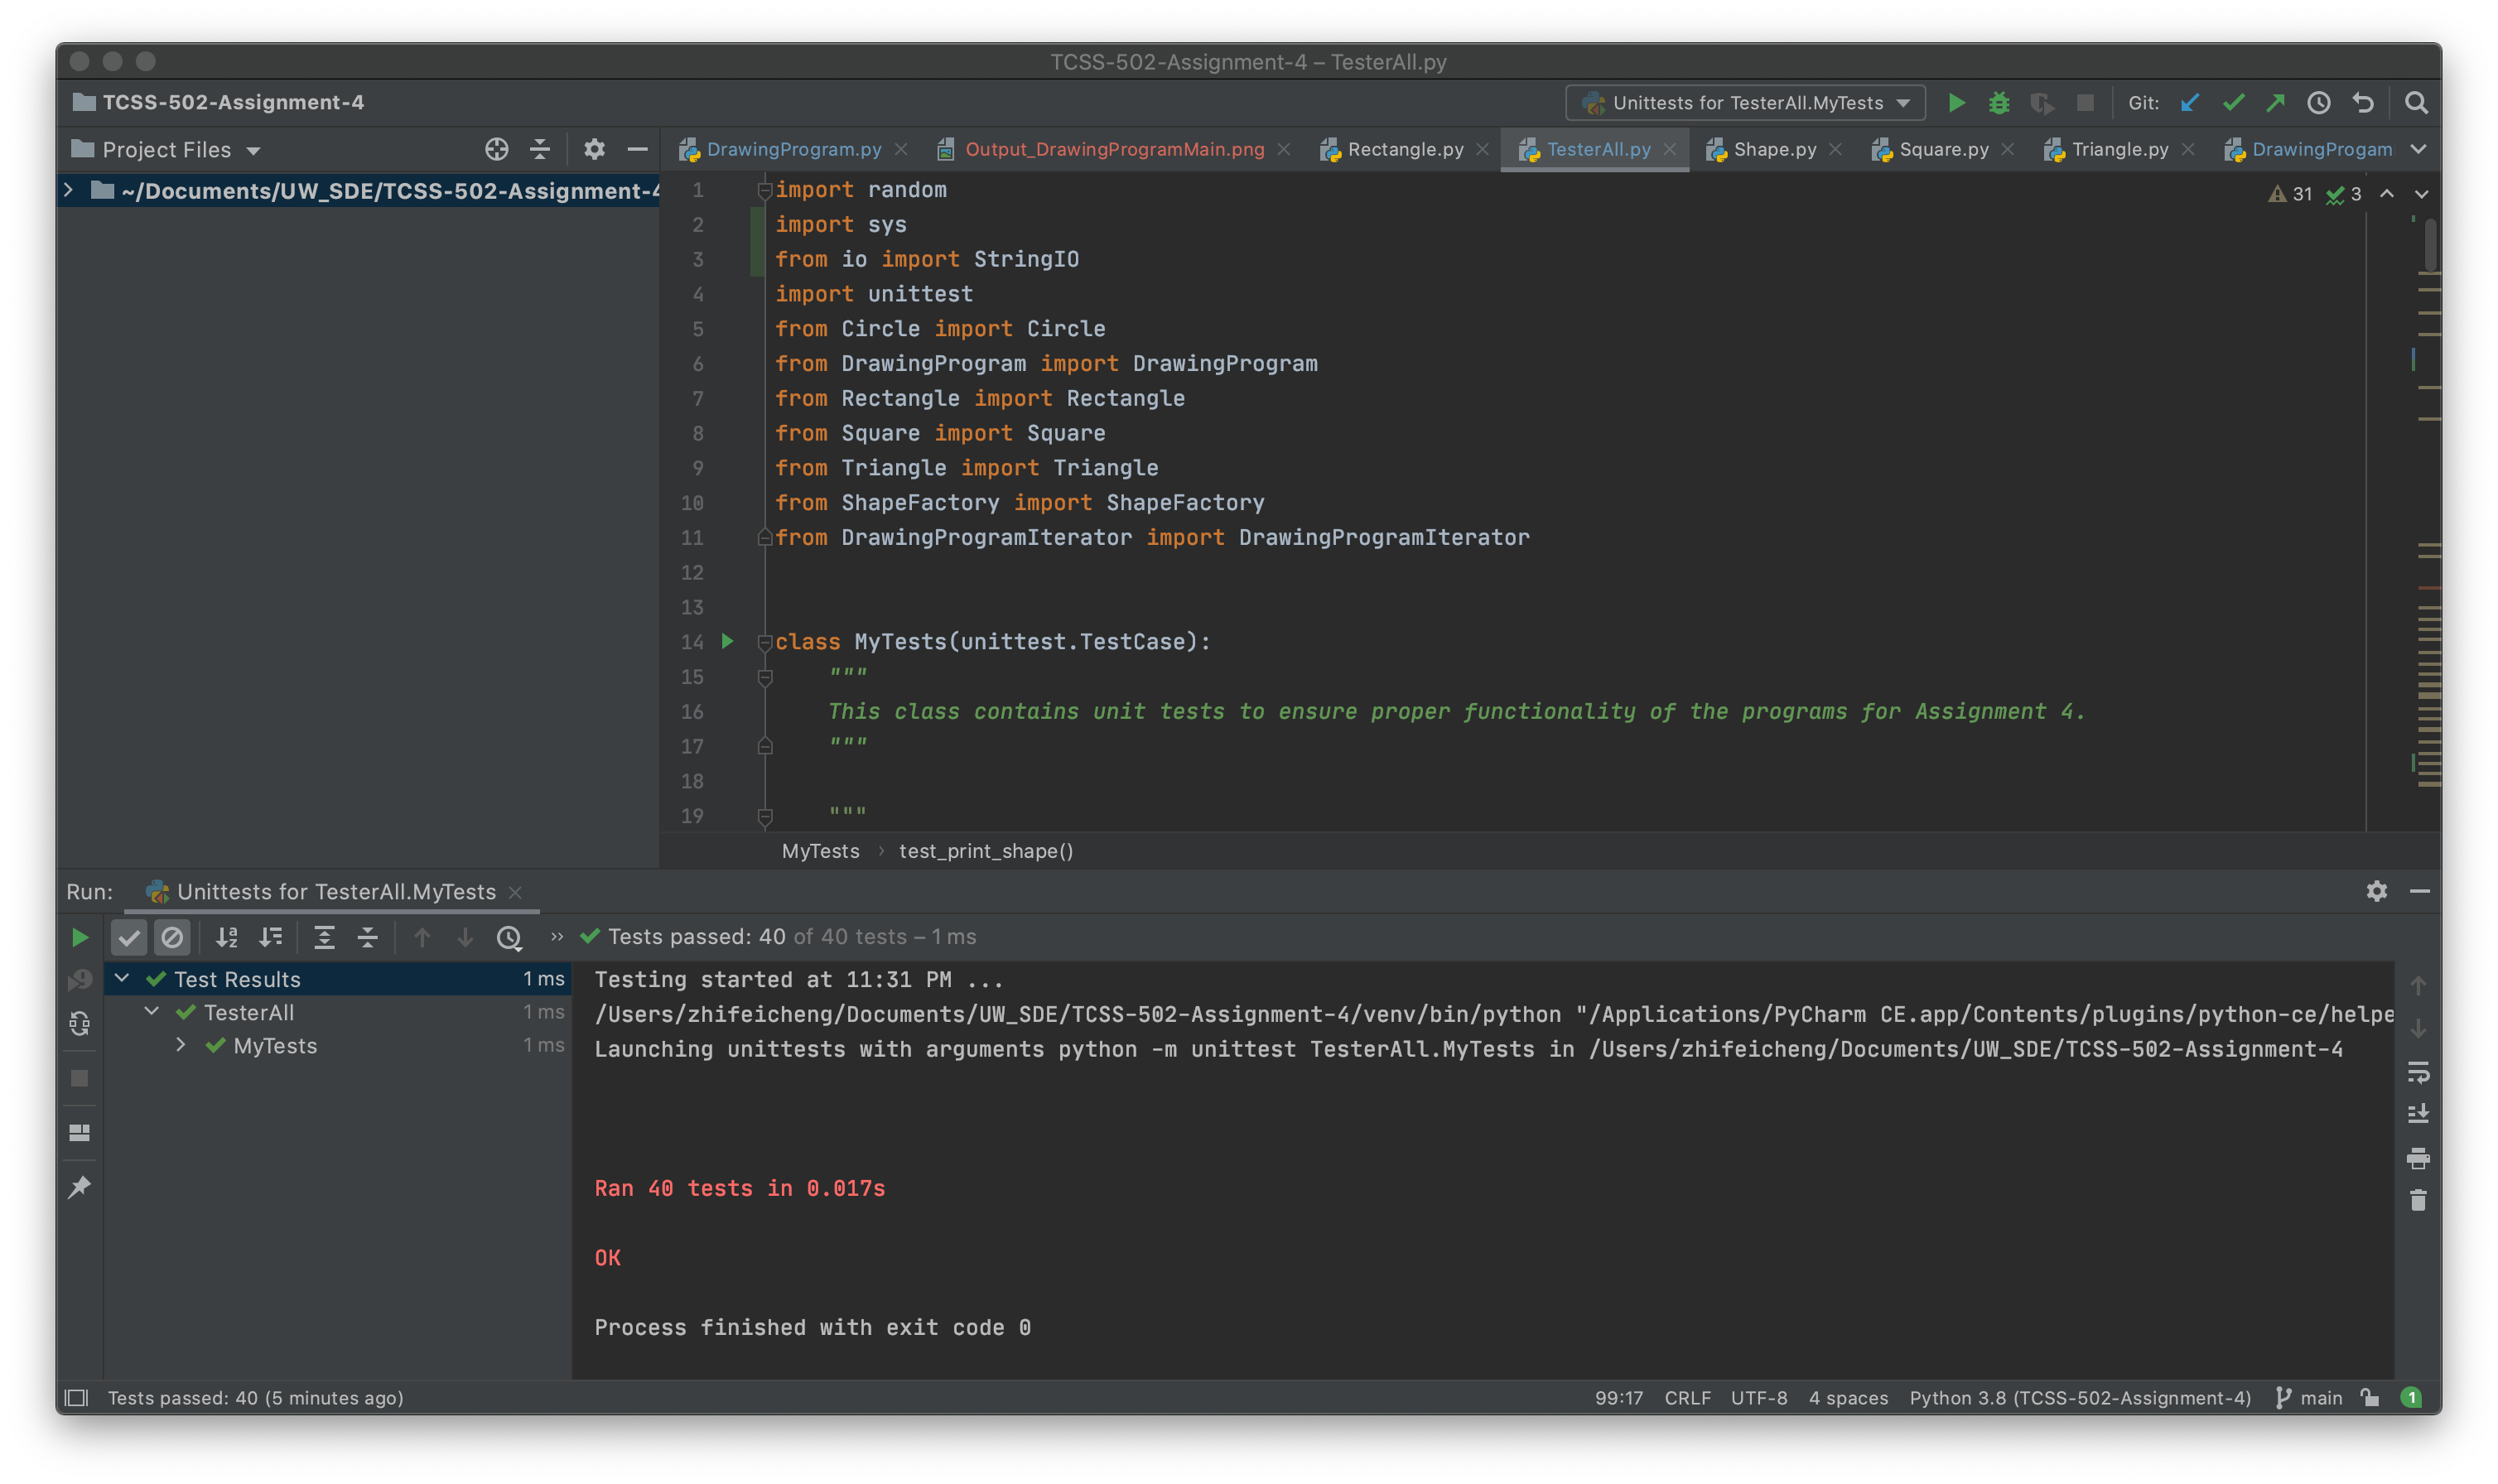 TCSS-502-Assignment-4 – TesterAll.py
TCSS-502-Assignment-4
Unittests for TesterAll.MyTests
Git:
Project Files
DrawingProgram.py
Output_DrawingProgramMain.png
Rectangle.py
TesterAll.py
Shape.py
Square.py
Triangle.py
DrawingProgam
~/Documents/UW_SDE/TCSS-502-Assignment-4
31 3
1 import random
2 import sys
3 from io import StringIO
4 import unittest
5 from Circle import Circle
6 from DrawingProgram import DrawingProgram
7 from Rectangle import Rectangle
8 from Square import Square
9 from Triangle import Triangle
10 from ShapeFactory import ShapeFactory
11 from DrawingProgramIterator import DrawingProgramIterator
12
13
14 class MyTests(unittest.TestCase):
15 """
16 This class contains unit tests to ensure proper functionality of the programs for Assignment 4.
17 """
18
19 """
MyTests › test_print_shape()
Run: Unittests for TesterAll.MyTests
» Tests passed: 40 of 40 tests – 1 ms
Test Results 1 ms
TesterAll 1 ms
MyTests 1 ms
Testing started at 11:31 PM ...
/Users/zhifeicheng/Documents/UW_SDE/TCSS-502-Assignment-4/venv/bin/python "/Applications/PyCharm CE.app/Contents/plugins/python-ce/helpe
Launching unittests with arguments python -m unittest TesterAll.MyTests in /Users/zhifeicheng/Documents/UW_SDE/TCSS-502-Assignment-4
Ran 40 tests in 0.017s
OK
Process finished with exit code 0
Tests passed: 40 (5 minutes ago)
99:17 CRLF UTF-8 4 spaces Python 3.8 (TCSS-502-Assignment-4) main 1